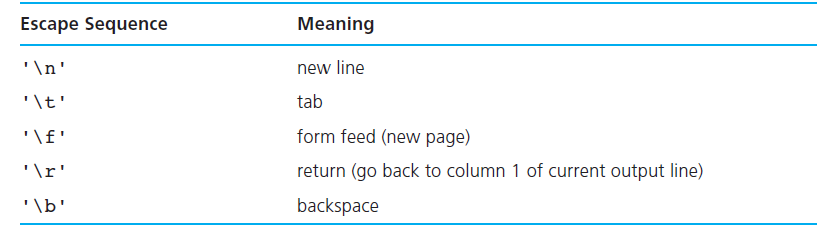 Escape Sequence Meaning
'\n' new line
'\t' tab
'\f' form feed (new page)
'\r' return (go back to column 1 of current output line)
'\b' backspace